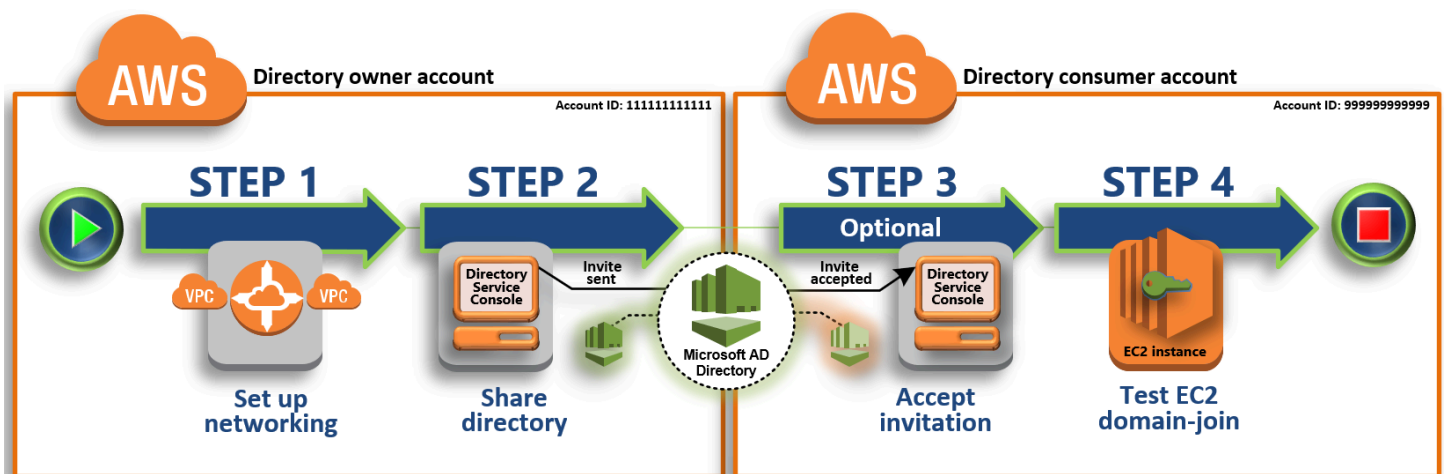 AWS
Directory owner account
Account ID: 111111111111
AWS
Directory consumer account
Account ID: 999999999999
STEP 1
STEP 2
STEP 3
STEP 4
Optional
VPC
VPC
Directory
Service
Console
Invite
sent
Microsoft AD
Directory
Invite
accepted
Directory
Service
Console
EC2 instance
Set up
networking
Share
directory
Accept
invitation
Test EC2
domain-join